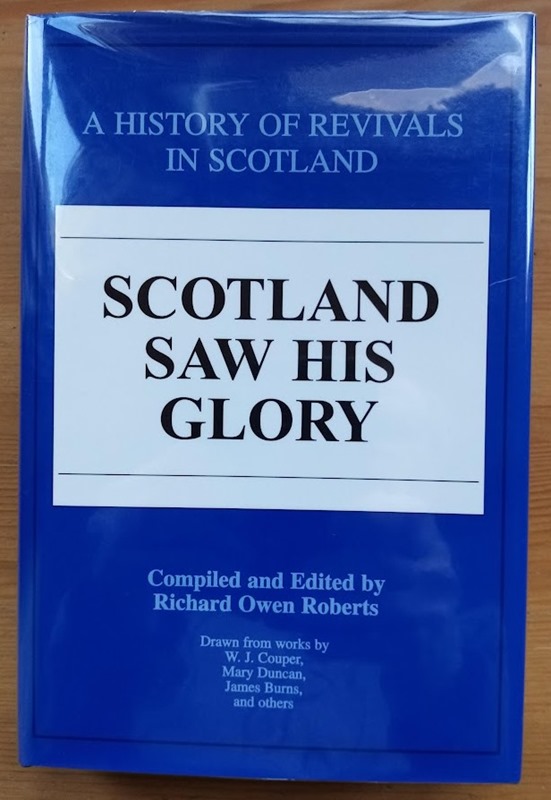 A HISTORY OF REVIVALS
IN SCOTLAND
SCOTLAND
SAW HIS
GLORY
Compiled and Edited by
Richard Owen Roberts
Drawn from works by
W. J. Couper,
Mary Duncan,
James Burns,
and others